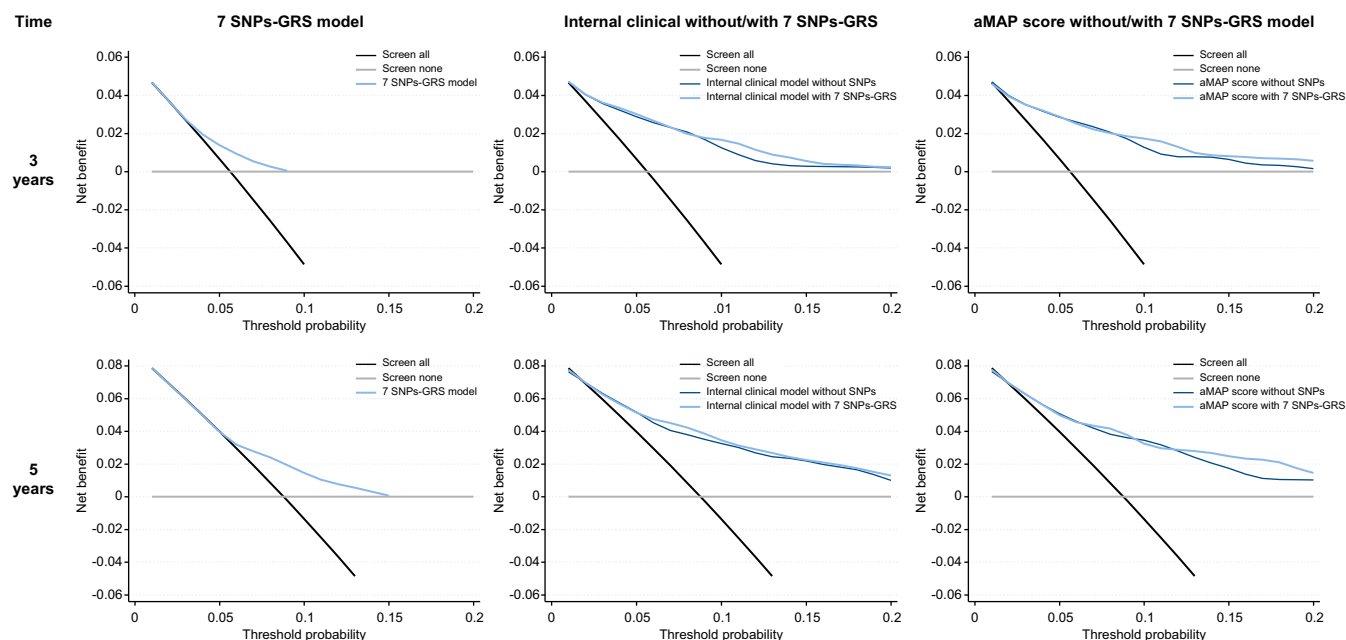 Time
7 SNPs-GRS model
Internal clinical without/with 7 SNPs-GRS
aMAP score without/with 7 SNPs-GRS model
3
years
Net benefit
0.06
0.04
0.02
0
-0.02
-0.04
-0.06
Screen all
Screen none
7 SNPs-GRS model
0
0.05
0.1
0.15
0.2
Threshold probability
Net benefit
0.06
0.04
0.02
0
-0.02
-0.04
-0.06
Screen all
Screen none
Internal clinical model without SNPs
Internal clinical model with 7 SNPs-GRS
0
0.05
.01
0.15
0.2
Threshold probability
Net benefit
0.06
0.04
0.02
0
-0.02
-0.04
-0.06
Screen all
Screen none
aMAP score without SNPs
aMAP score with 7 SNPs-GRS
0
0.05
0.1
0.15
0.2
Threshold probability
5
years
Net benefit
0.08
0.06
0.04
0.02
0
-0.02
-0.04
-0.06
Screen all
Screen none
7 SNPs-GRS model
0
0.05
0.1
0.15
0.2
Threshold probability
Net benefit
0.08
0.06
0.04
0.02
0
-0.02
-0.04
-0.06
Screen all
Screen none
Internal clinical model without SNPs
Internal clinical model with 7 SNPs-GRS
0
0.05
0.1
0.15
0.2
Threshold probability
Net benefit
0.08
0.06
0.04
0.02
0
-0.02
-0.04
-0.06
Screen all
Screen none
aMAP score without SNPs
aMAP score with 7 SNPs-GRS
0
0.05
0.1
0.15
0.2
Threshold probability